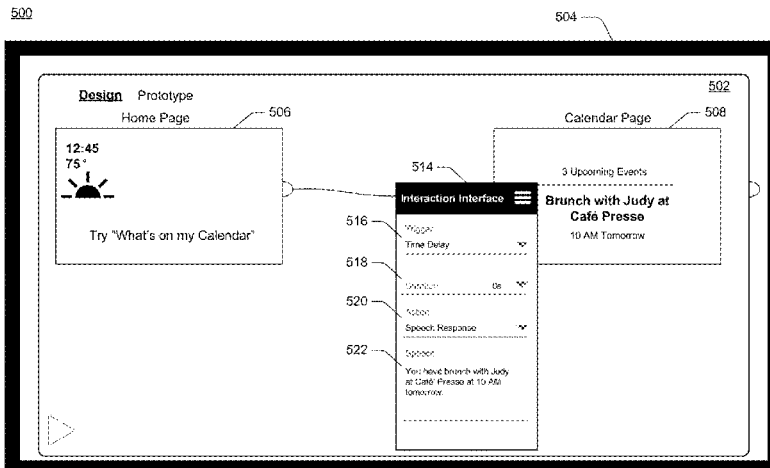 500
504
502
Design Prototype
Home Page
506
Calendar Page
508
12:45
75°
Try "What's on my Calendar"
3 Upcoming Events
Brunch with Judy at
Café Presse
10 AM Tomorrow
514
Interaction Interface
516
Trigger
Time Delay
518
0s
520
Action
Speech Response
522
Speech
You have brunch with Judy
at Café Presse at 10 AM
tomorrow.